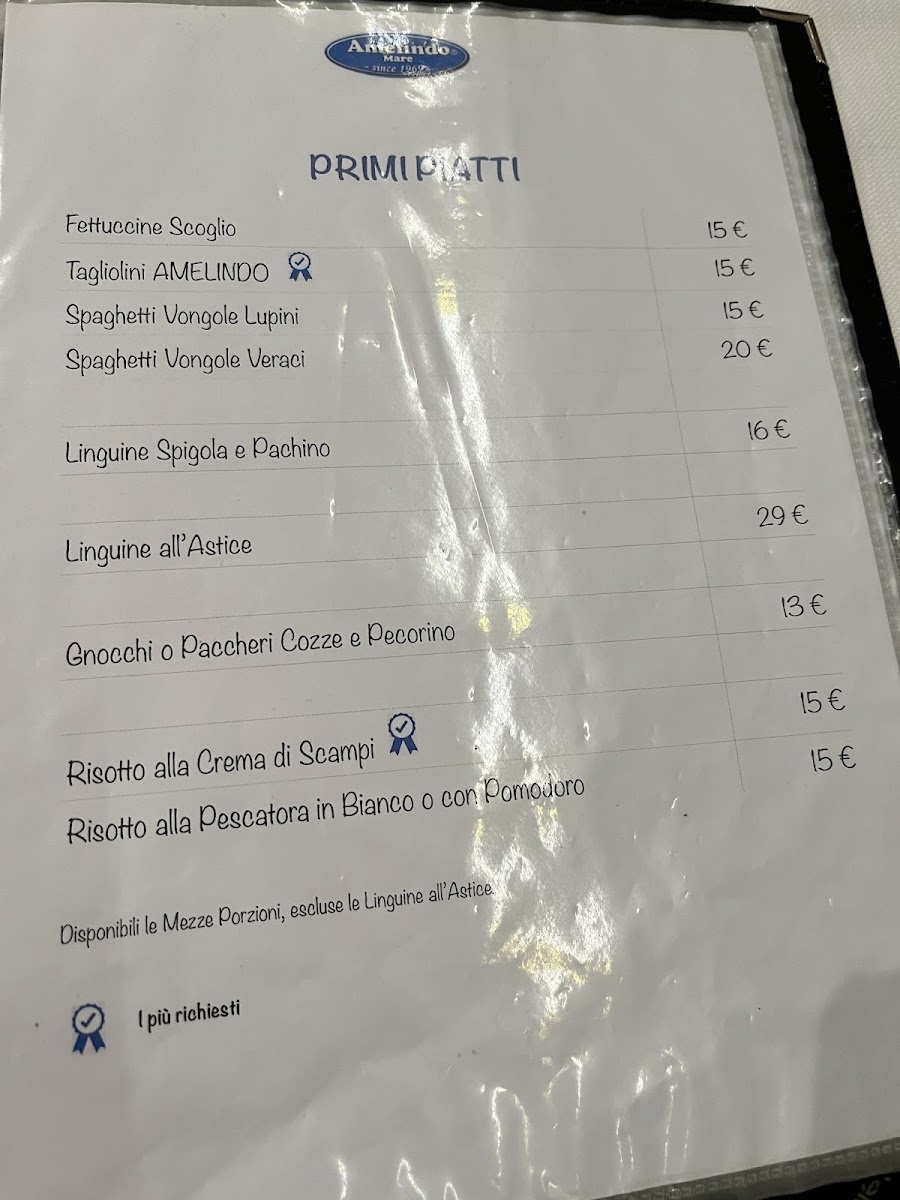 Amelindo
Mare
- since 1969 -
PRIMI PIATTI
Fettuccine Scoglio 15 €
Tagliolini AMELINDO 15 €
Spaghetti Vongole Lupini 15 €
Spaghetti Vongole Veraci 20 €
Linguine Spigola e Pachino 16 €
Linguine all'Astice 29 €
Gnocchi o Paccheri Cozze e Pecorino 13 €
Risotto alla Crema di Scampi 15 €
Risotto alla Pescatora in Bianco o con Pomodoro 15 €
Disponibili le Mezze Porzioni, escluse le Linguine all'Astice.
I più richiesti